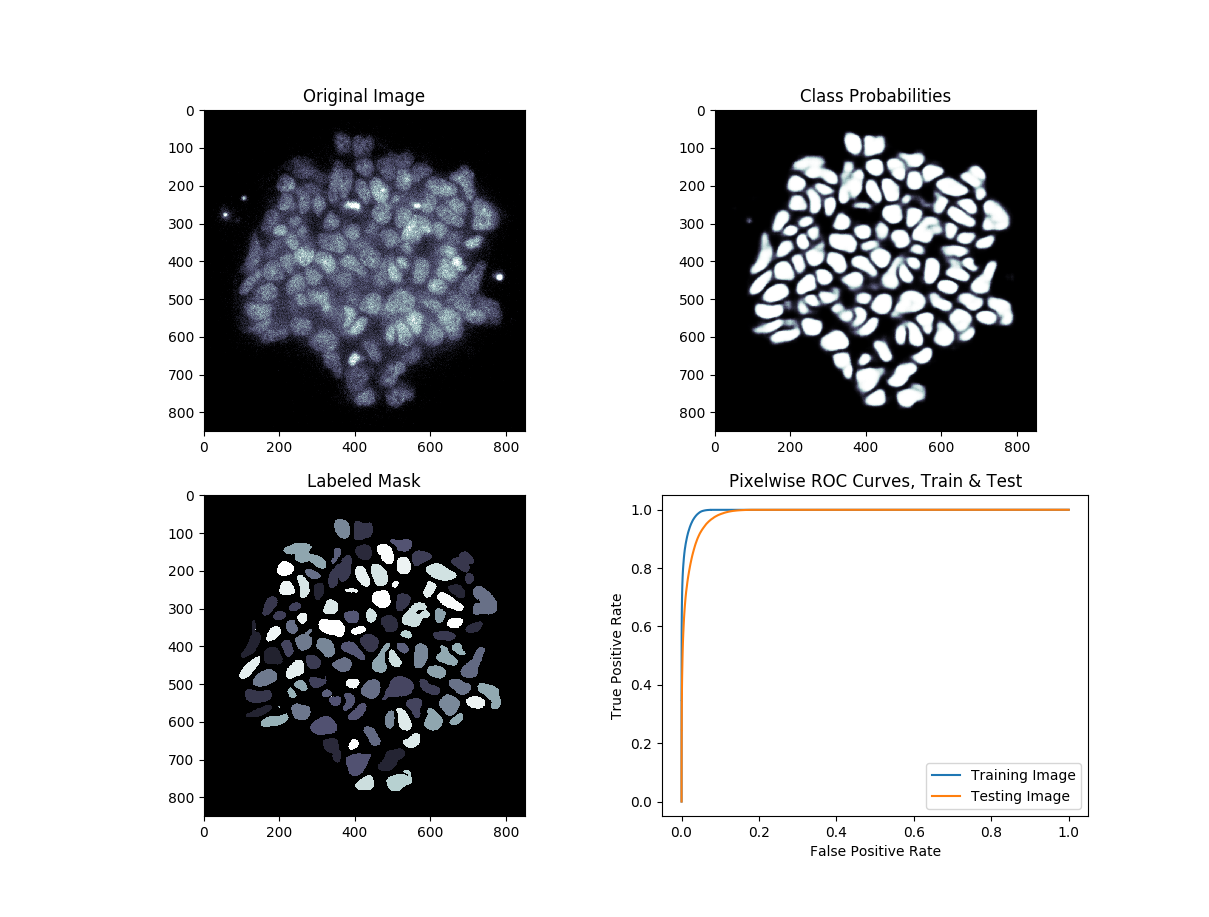 Original Image
0
100
200
300
400
500
600
700
800
0 200 400 600 800
Class Probabilities
0
100
200
300
400
500
600
700
800
0 200 400 600 800
Labeled Mask
0
100
200
300
400
500
600
700
800
0 200 400 600 800
Pixelwise ROC Curves, Train & Test
True Positive Rate
1.0
0.8
0.6
0.4
0.2
0.0
Training Image
Testing Image
0.0 0.2 0.4 0.6 0.8 1.0
False Positive Rate